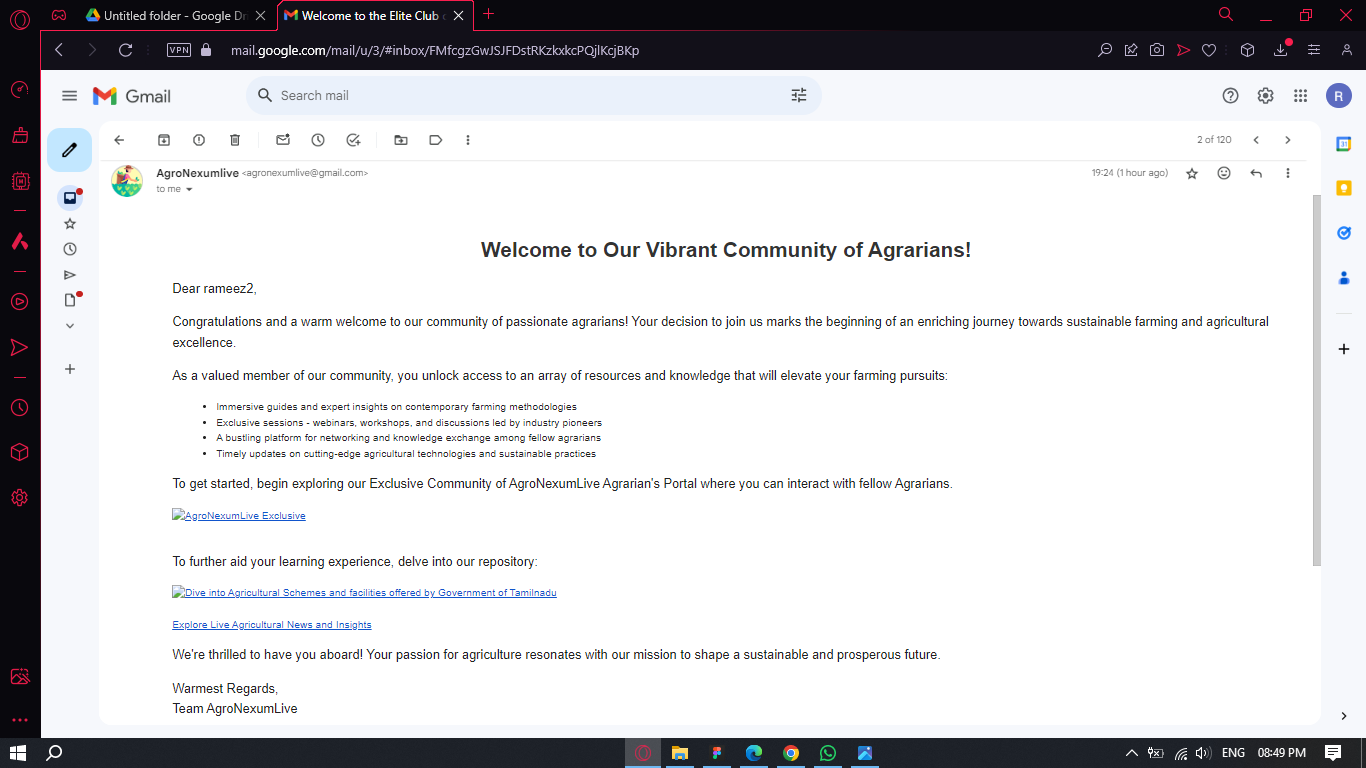 Untitled folder - Google Dr
Welcome to the Elite Club
VPN
mail.google.com/mail/u/3/#inbox/FMfcgzGwJSJFDstRKzkxkcPQjlKcjBKp
Gmail
Search mail
R
2 of 120
AgroNexumlive <agronexumlive@gmail.com>
19:24 (1 hour ago)
to me
Welcome to Our Vibrant Community of Agrarians!
Dear rameez2,
Congratulations and a warm welcome to our community of passionate agrarians! Your decision to join us marks the beginning of an enriching journey towards sustainable farming and agricultural
excellence.
As a valued member of our community, you unlock access to an array of resources and knowledge that will elevate your farming pursuits:
• Immersive guides and expert insights on contemporary farming methodologies
• Exclusive sessions - webinars, workshops, and discussions led by industry pioneers
• A bustling platform for networking and knowledge exchange among fellow agrarians
• Timely updates on cutting-edge agricultural technologies and sustainable practices
To get started, begin exploring our Exclusive Community of AgroNexumLive Agrarian's Portal where you can interact with fellow Agrarians.
AgroNexumLive Exclusive
To further aid your learning experience, delve into our repository:
Dive into Agricultural Schemes and facilities offered by Government of Tamilnadu
Explore Live Agricultural News and Insights
We're thrilled to have you aboard! Your passion for agriculture resonates with our mission to shape a sustainable and prosperous future.
Warmest Regards,
Team AgroNexumLive
ENG
08:49 PM